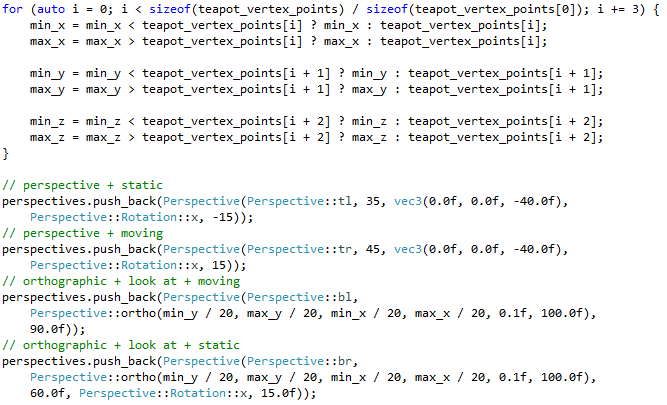 for (auto i = 0; i < sizeof(teapot_vertex_points) / sizeof(teapot_vertex_points[0]); i += 3) {
    min_x = min_x < teapot_vertex_points[i] ? min_x : teapot_vertex_points[i];
    max_x = max_x > teapot_vertex_points[i] ? max_x : teapot_vertex_points[i];

    min_y = min_y < teapot_vertex_points[i + 1] ? min_y : teapot_vertex_points[i + 1];
    max_y = max_y > teapot_vertex_points[i + 1] ? max_y : teapot_vertex_points[i + 1];

    min_z = min_z < teapot_vertex_points[i + 2] ? min_z : teapot_vertex_points[i + 2];
    max_z = max_z > teapot_vertex_points[i + 2] ? max_z : teapot_vertex_points[i + 2];
}

// perspective + static
perspectives.push_back(Perspective(Perspective::tl, 35, vec3(0.0f, 0.0f, -40.0f),
    Perspective::Rotation::x, -15));
// perspective + moving
perspectives.push_back(Perspective(Perspective::tr, 45, vec3(0.0f, 0.0f, -40.0f),
    Perspective::Rotation::x, 15));
// orthographic + look at + moving
perspectives.push_back(Perspective(Perspective::bl,
    Perspective::ortho(min_y / 20, max_y / 20, min_x / 20, max_x / 20, 0.1f, 100.0f),
    90.0f));
// orthographic + look at + static
perspectives.push_back(Perspective(Perspective::br,
    Perspective::ortho(min_y / 20, max_y / 20, min_x / 20, max_x / 20, 0.1f, 100.0f),
    60.0f, Perspective::Rotation::x, 15.0f));